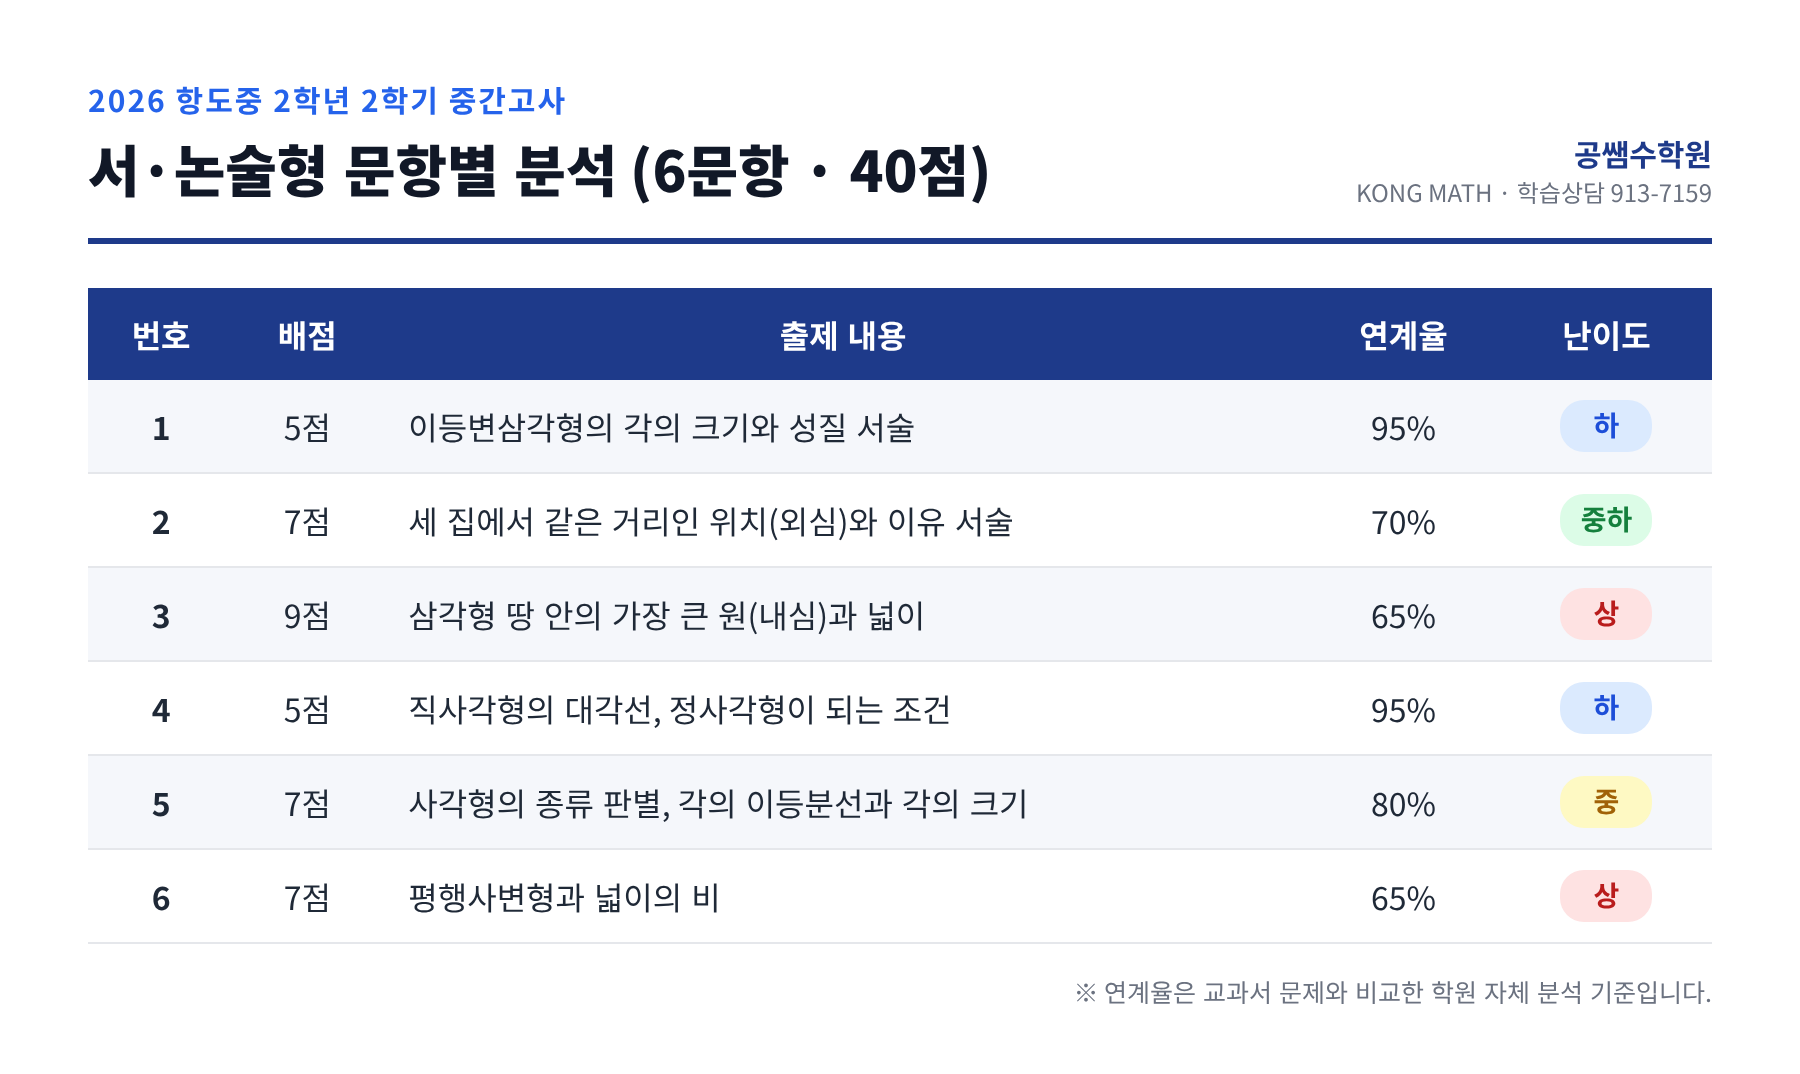 2026 항도중 2학년 2학기 중간고사
서·논술형 문항별 분석 (6문항 · 40점)
공쌤수학원
KONG MATH · 학습상담 913-7159
번호 배점 출제 내용 연계율 난이도
1 5점 이등변삼각형의 각의 크기와 성질 서술 95% 하
2 7점 세 집에서 같은 거리인 위치(외심)와 이유 서술 70% 중하
3 9점 삼각형 땅 안의 가장 큰 원(내심)과 넓이 65% 상
4 5점 직사각형의 대각선, 정사각형이 되는 조건 95% 하
5 7점 사각형의 종류 판별, 각의 이등분선과 각의 크기 80% 중
6 7점 평행사변형과 넓이의 비 65% 상
※ 연계율은 교과서 문제와 비교한 학원 자체 분석 기준입니다.